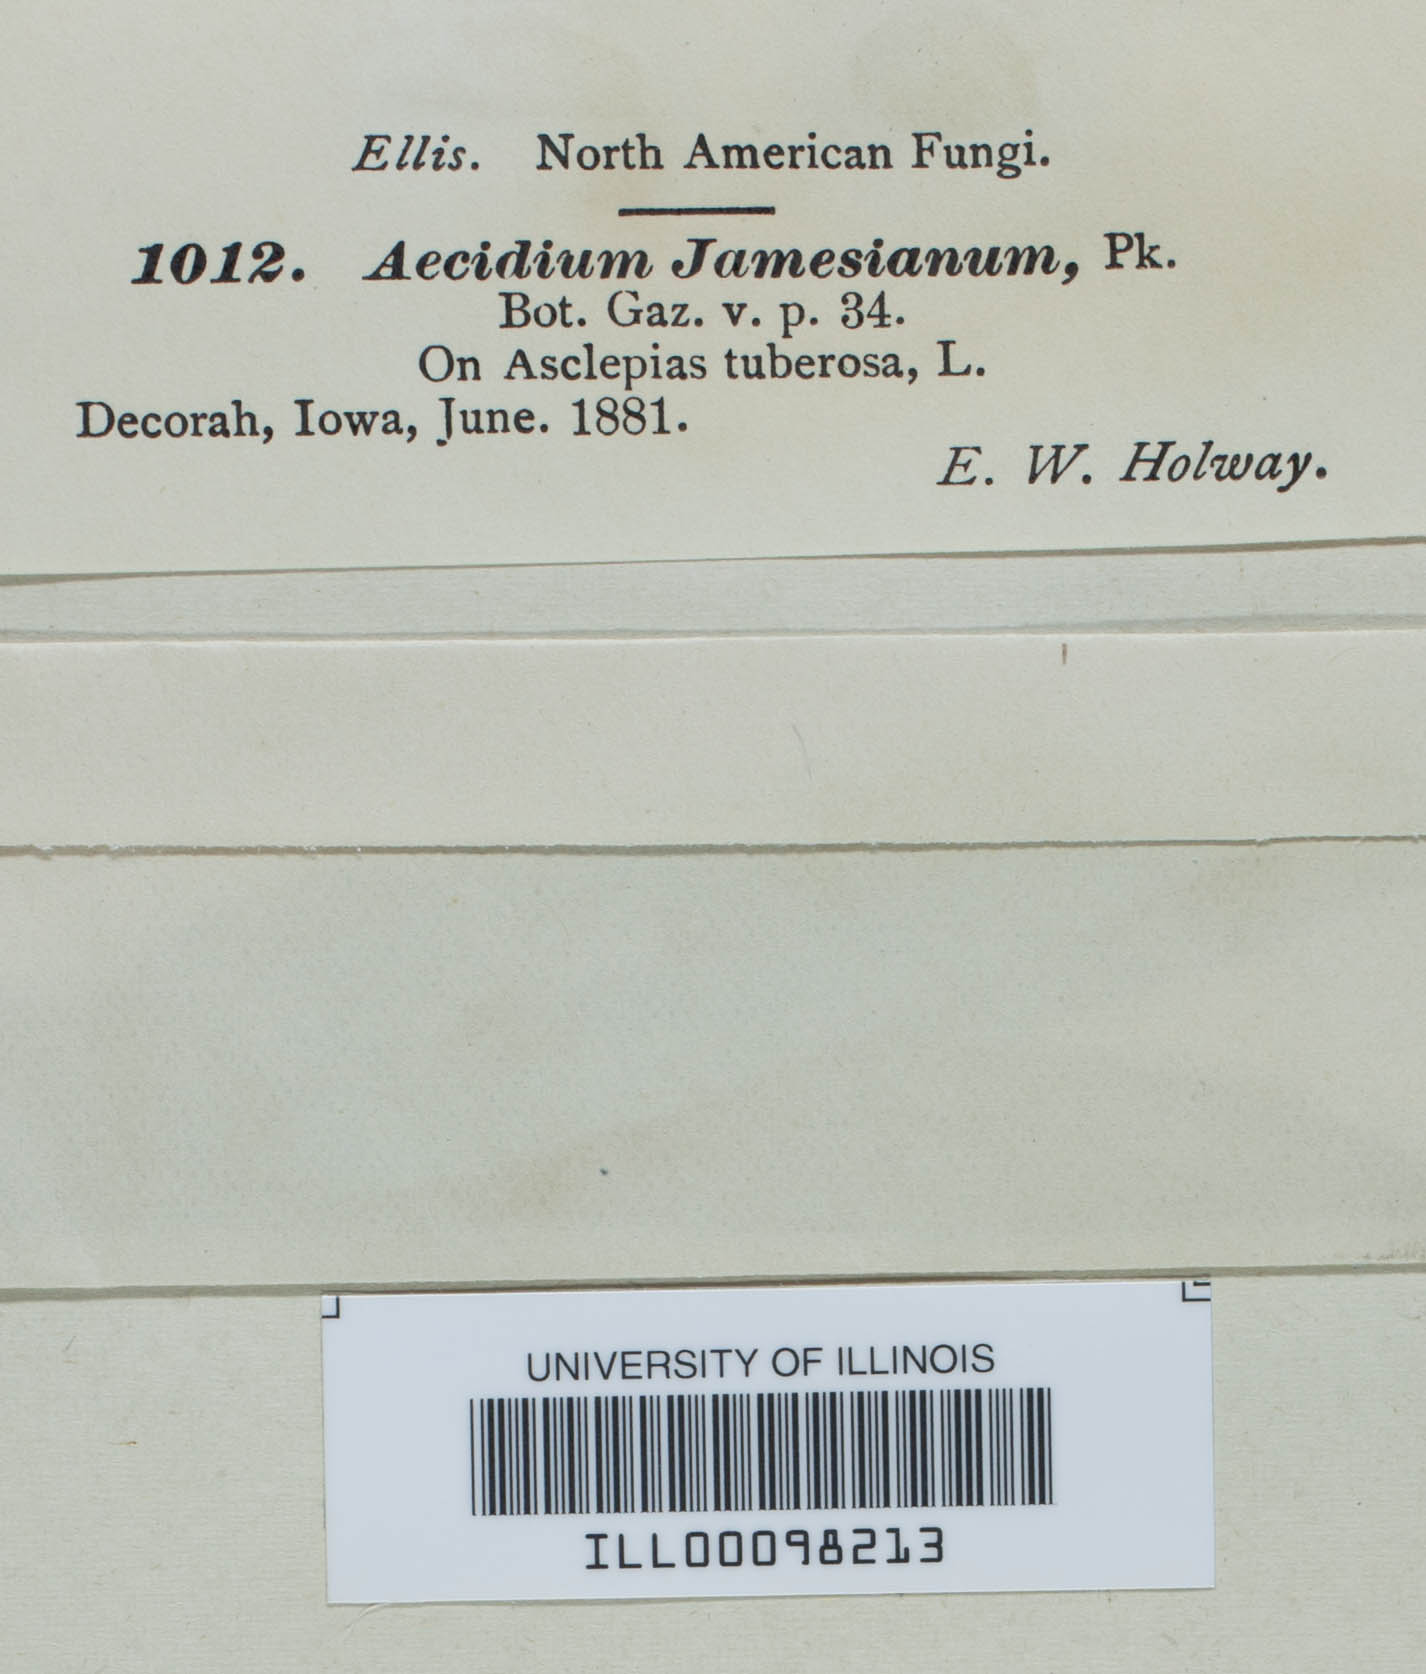 Ellis. North American Fungi.
1012. Aecidium Jamesianum, Pk.
Bot. Gaz. v. p. 34.
On Asclepias tuberosa, L.
Decorah, Iowa, June. 1881.
E. W. Holway.
UNIVERSITY OF ILLINOIS
ILL00098213